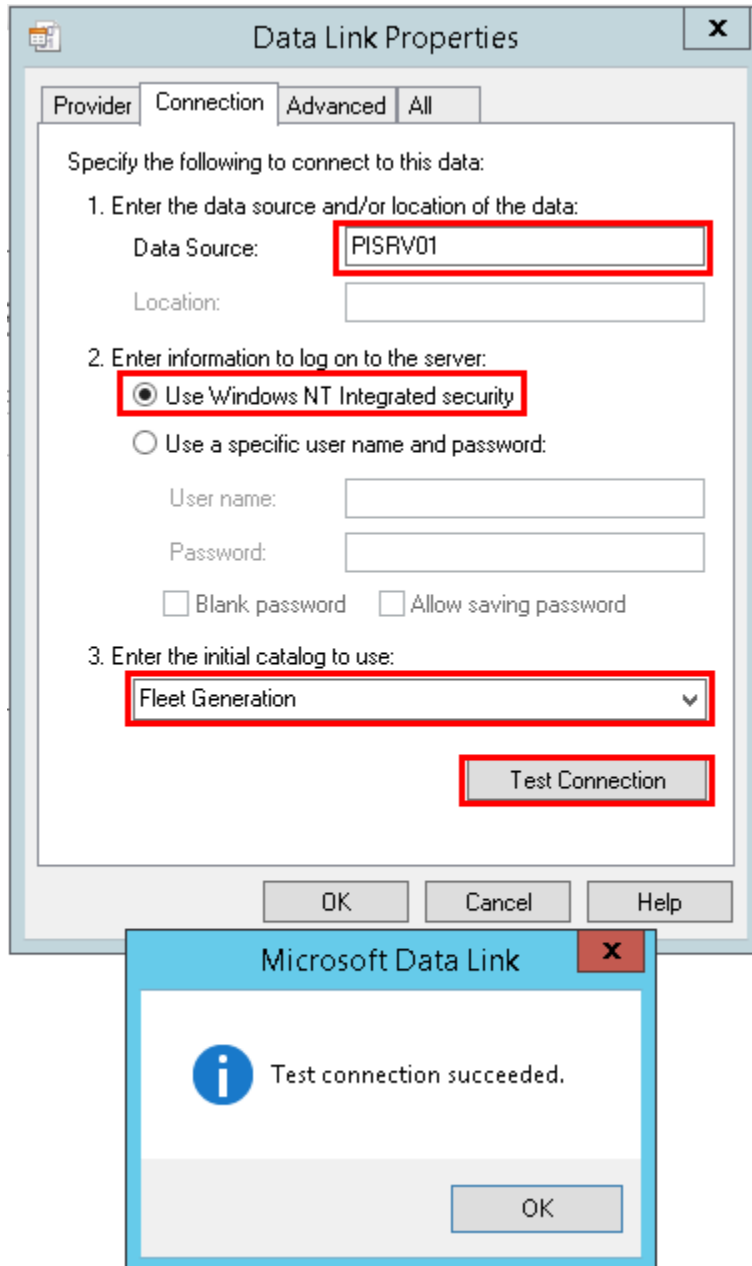 Data Link Properties
x
Provider
Connection
Advanced
All
Specify the following to connect to this data:
1. Enter the data source and/or location of the data:
Data Source:
PISRV01
Location:
2. Enter information to log on to the server:
Use Windows NT Integrated security
Use a specific user name and password:
User name:
Password:
Blank password
Allow saving password
3. Enter the initial catalog to use:
Fleet Generation
Test Connection
OK
Cancel
Help
Microsoft Data Link
x
Test connection succeeded.
OK